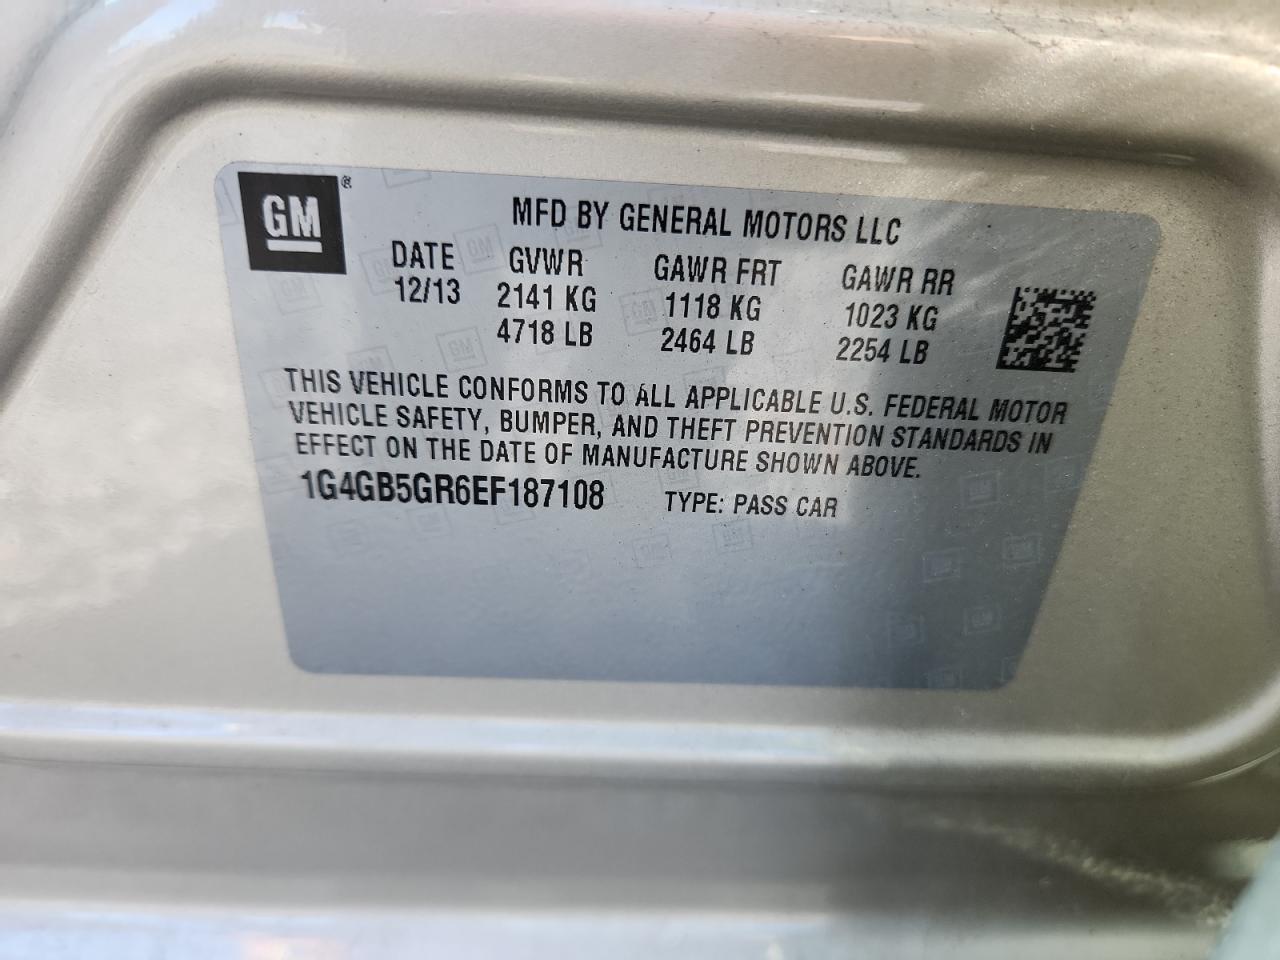 GM®
MFD BY GENERAL MOTORS LLC
DATE GVWR GAWR FRT GAWR RR
12/13 2141 KG 1118 KG 1023 KG
4718 LB 2464 LB 2254 LB
THIS VEHICLE CONFORMS TO ALL APPLICABLE U.S. FEDERAL MOTOR
VEHICLE SAFETY, BUMPER, AND THEFT PREVENTION STANDARDS IN
EFFECT ON THE DATE OF MANUFACTURE SHOWN ABOVE.
1G4GB5GR6EF187108 TYPE: PASS CAR